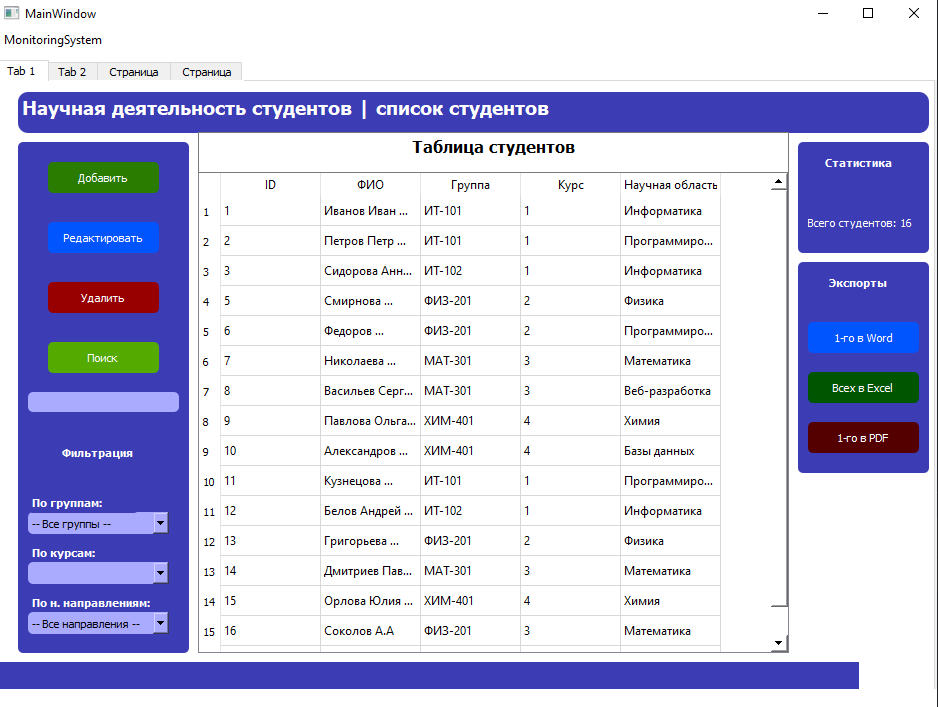 MainWindow
MonitoringSystem
Tab 1 Tab 2 Страница Страница
Научная деятельность студентов | список студентов
Добавить
Редактировать
Удалить
Поиск
Фильтрация
По группам:
-- Все группы --
По курсам:
По н. направлениям:
-- Все направления --
Таблица студентов
ID ФИО Группа Курс Научная область
1 1 Иванов Иван ... ИТ-101 1 Информатика
2 2 Петров Петр ... ИТ-101 1 Программиро...
3 3 Сидорова Анн... ИТ-102 1 Информатика
4 5 Смирнова ... ФИЗ-201 2 Физика
5 6 Федоров ... ФИЗ-201 2 Программиро...
6 7 Николаева ... МАТ-301 3 Математика
7 8 Васильев Серг... МАТ-301 3 Веб-разработка
8 9 Павлова Ольга... ХИМ-401 4 Химия
9 10 Александров ... ХИМ-401 4 Базы данных
10 11 Кузнецова ... ИТ-101 1 Программиро...
11 12 Белов Андрей ... ИТ-102 1 Информатика
12 13 Григорьева ... ФИЗ-201 2 Физика
13 14 Дмитриев Пав... МАТ-301 3 Математика
14 15 Орлова Юлия ... ХИМ-401 4 Химия
15 16 Соколов А.А ФИЗ-201 3 Математика
Статистика
Всего студентов: 16
Экспорты
1-го в Word
Всех в Excel
1-го в PDF